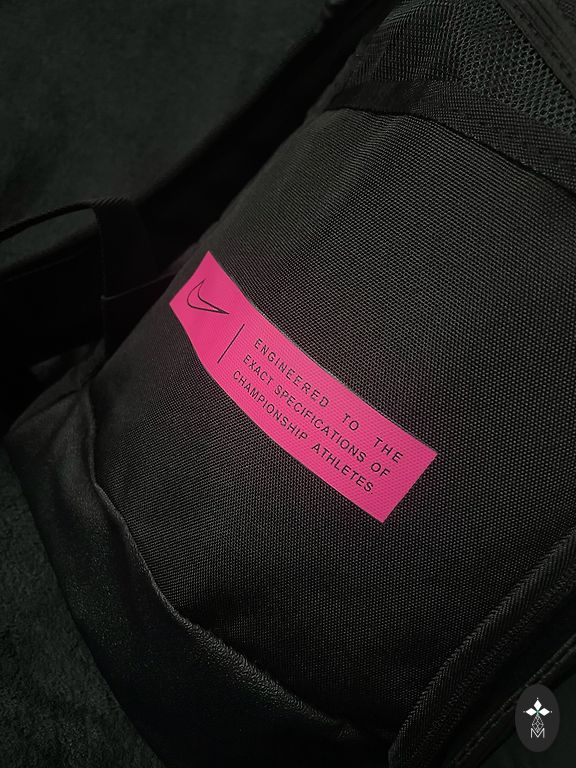 ENGINEERED TO THE
EXACT SPECIFICATIONS OF
CHAMPIONSHIP ATHLETES
M